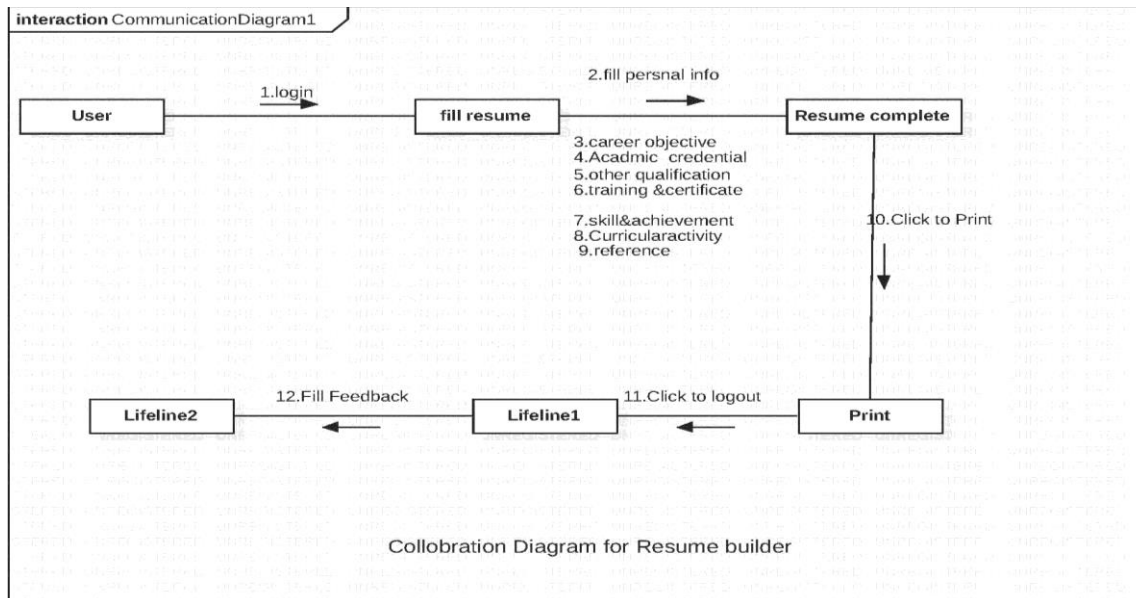 interaction CommunicationDiagram1
2.fill persnal info
1.login
User
fill resume
Resume complete
3.career objective
4.Acadmic credential
5.other qualification
6.training &certificate
7.skill&achievement
8.Curricularactivity
9.reference
10.Click to Print
12.Fill Feedback
11.Click to logout
Lifeline2
Lifeline1
Print
Collobration Diagram for Resume builder